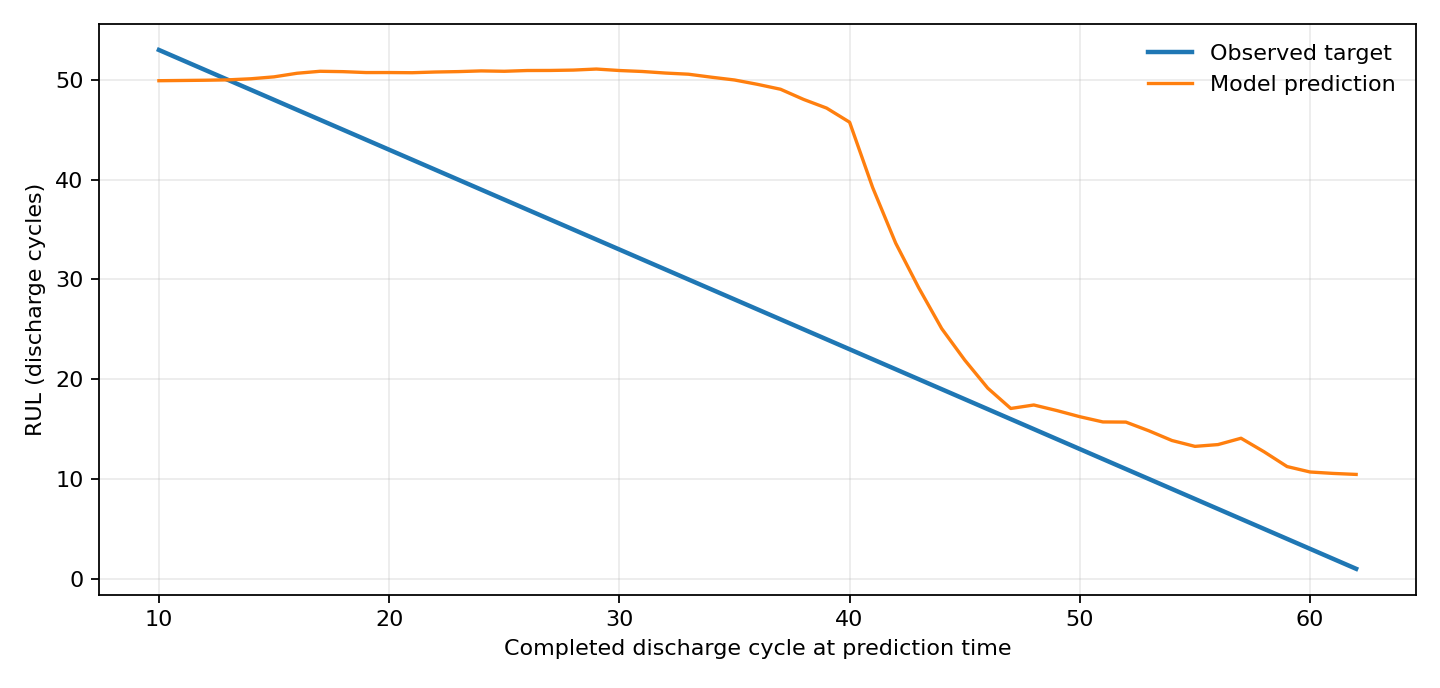 Observed target
Model prediction
RUL (discharge cycles)
50
40
30
20
10
0
10 20 30 40 50 60
Completed discharge cycle at prediction time